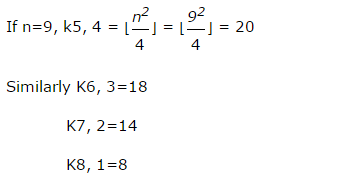 If n=9, k5, 4 = ⌊n²/4⌋ = ⌊9²/4⌋ = 20
Similarly K6, 3=18
K7, 2=14
K8, 1=8